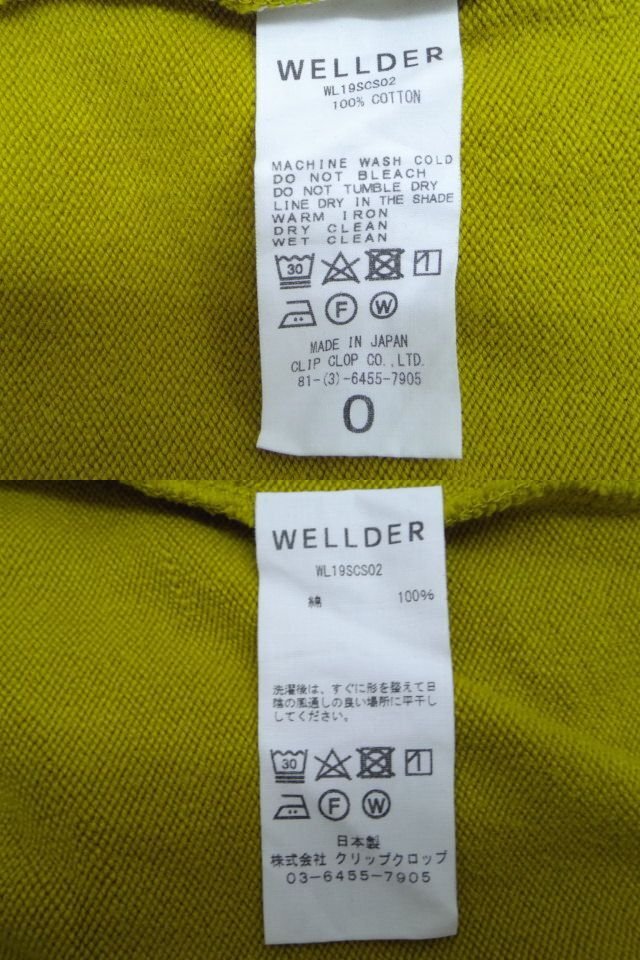 WELLDER
WL19SCS02
100% COTTON
MACHINE WASH COLD
DO NOT BLEACH
DO NOT TUMBLE DRY
LINE DRY IN THE SHADE
WARM IRON
DRY CLEAN
WET CLEAN
30
F W
MADE IN JAPAN
CLIP CLOP CO.,LTD.
81-(3)-6455-7905
0
WELLDER
WL19SCS02
綿 100%
洗濯後は、すぐに形を整えて日
陰の風通しの良い場所に平干し
してください。
30
F W
日本製
株式会社 クリップクロップ
03-6455-7905